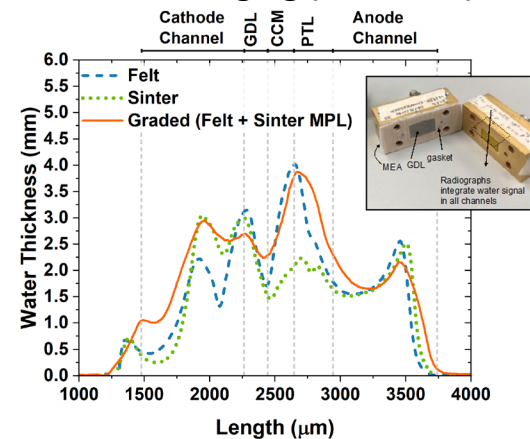 Cathode Channel
GDL
CCM
PTL
Anode Channel
6.0
5.5
5.0
4.5
4.0
3.5
3.0
2.5
2.0
1.5
1.0
0.5
0.0
Water Thickness (mm)
Felt
Sinter
Graded (Felt + Sinter MPL)
MEA
GDL
gasket
Radiographs
integrate water signal
in all channels
1000 1500 2000 2500 3000 3500 4000
Length (μm)